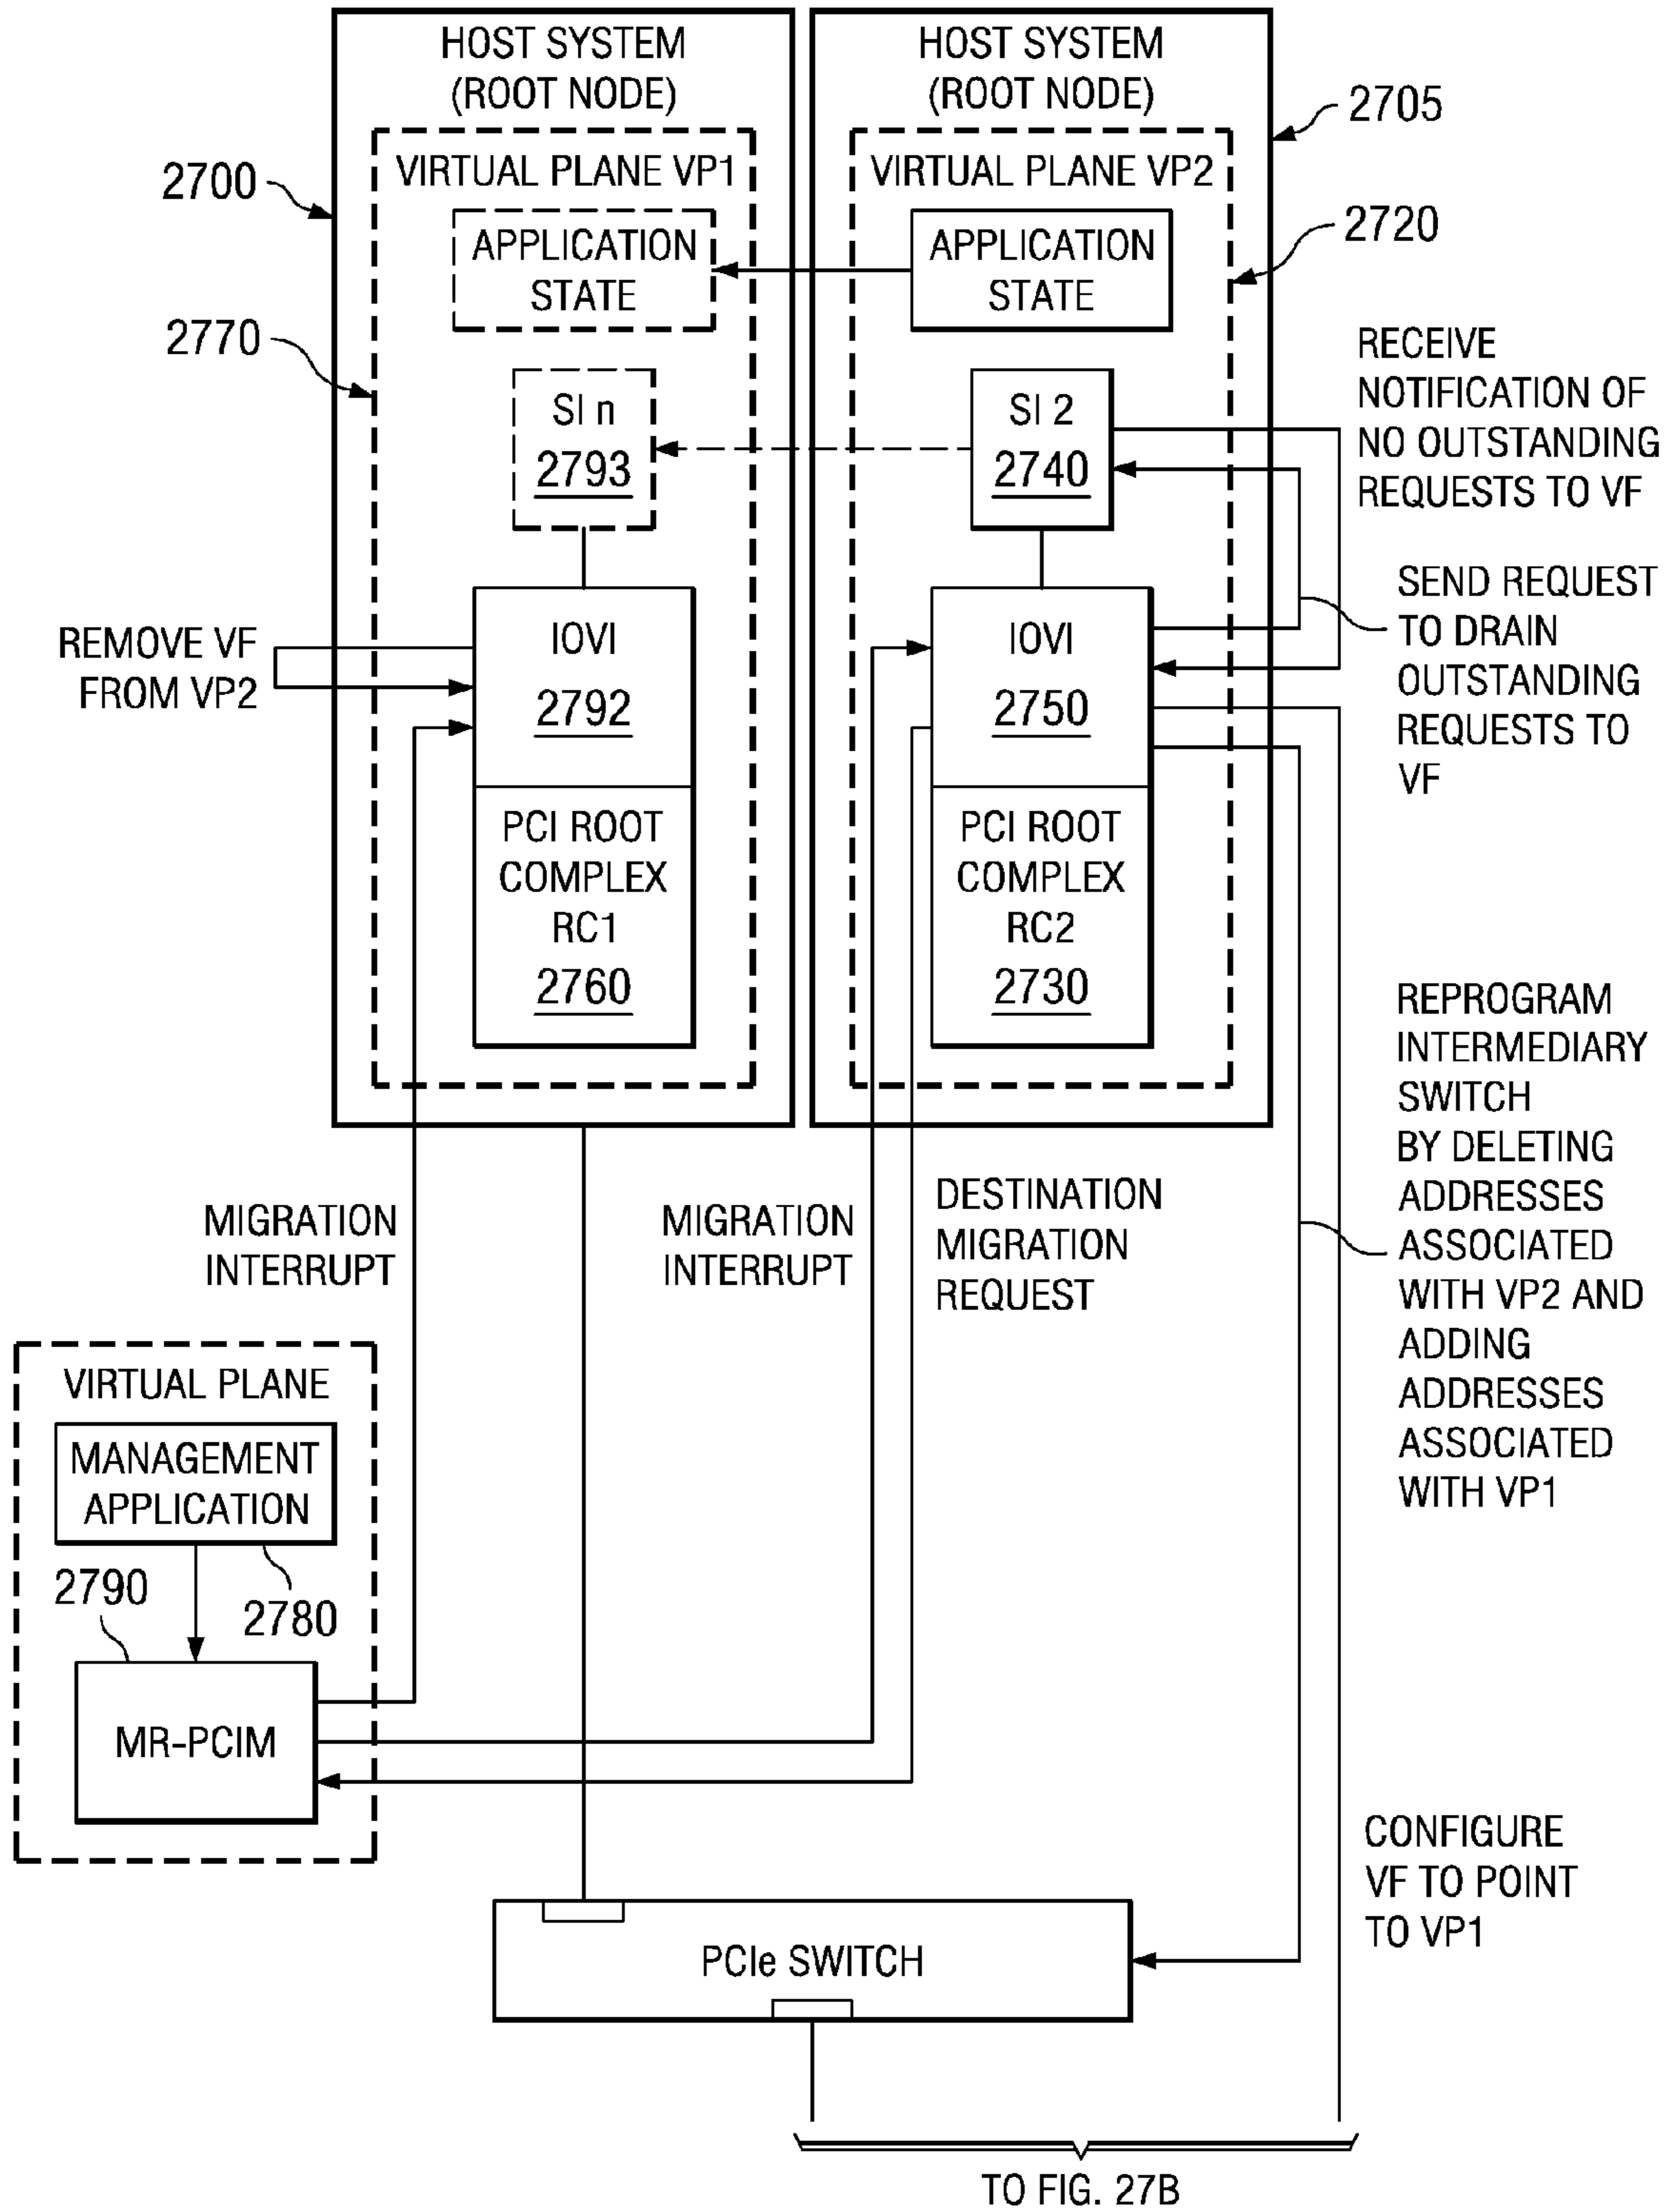 HOST SYSTEM
(ROOT NODE)
HOST SYSTEM
(ROOT NODE)
2705
VIRTUAL PLANE VP1
VIRTUAL PLANE VP2
2700
2720
APPLICATION
STATE
APPLICATION
STATE
2770
SI n
2793
SI 2
2740
RECEIVE
NOTIFICATION OF
NO OUTSTANDING
REQUESTS TO VF
SEND REQUEST
TO DRAIN
OUTSTANDING
REQUESTS TO
VF
REMOVE VF
FROM VP2
IOVI
2792
IOVI
2750
PCI ROOT
COMPLEX
RC1
2760
PCI ROOT
COMPLEX
RC2
2730
REPROGRAM
INTERMEDIARY
SWITCH
BY DELETING
ADDRESSES
ASSOCIATED
WITH VP2 AND
ADDING
ADDRESSES
ASSOCIATED
WITH VP1
MIGRATION
INTERRUPT
MIGRATION
INTERRUPT
DESTINATION
MIGRATION
REQUEST
VIRTUAL PLANE
MANAGEMENT
APPLICATION
2790
2780
MR-PCIM
CONFIGURE
VF TO POINT
TO VP1
PCIe SWITCH
TO FIG. 27B